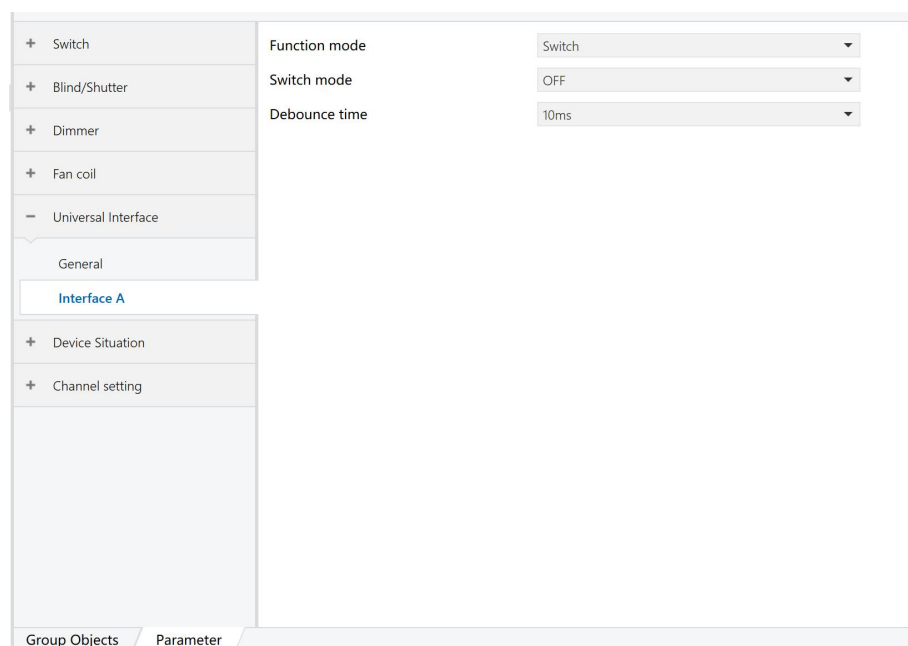 Switch
Blind/Shutter
Dimmer
Fan coil
Universal Interface
General
Interface A
Device Situation
Channel setting
Function mode Switch
Switch mode OFF
Debounce time 10ms
Group Objects Parameter